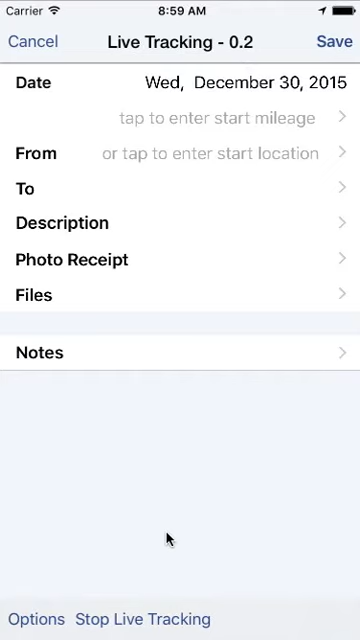 Carrier 8:59 AM
Cancel Live Tracking - 0.2 Save
Date Wed, December 30, 2015
tap to enter start mileage
From or tap to enter start location
To
Description
Photo Receipt
Files
Notes
Options Stop Live Tracking